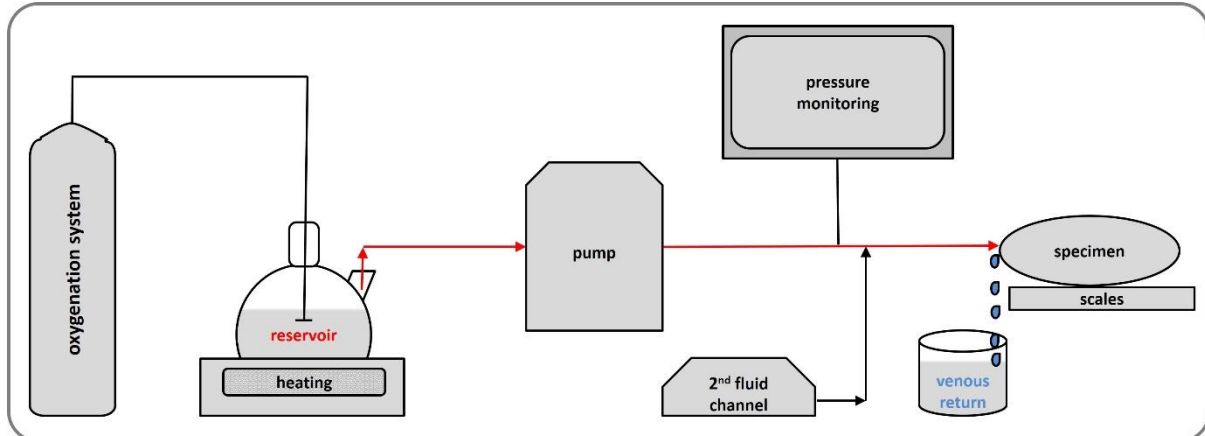 oxygenation system
reservoir
heating
pump
pressure
monitoring
2ⁿᵈ fluid
channel
specimen
scales
venous
return